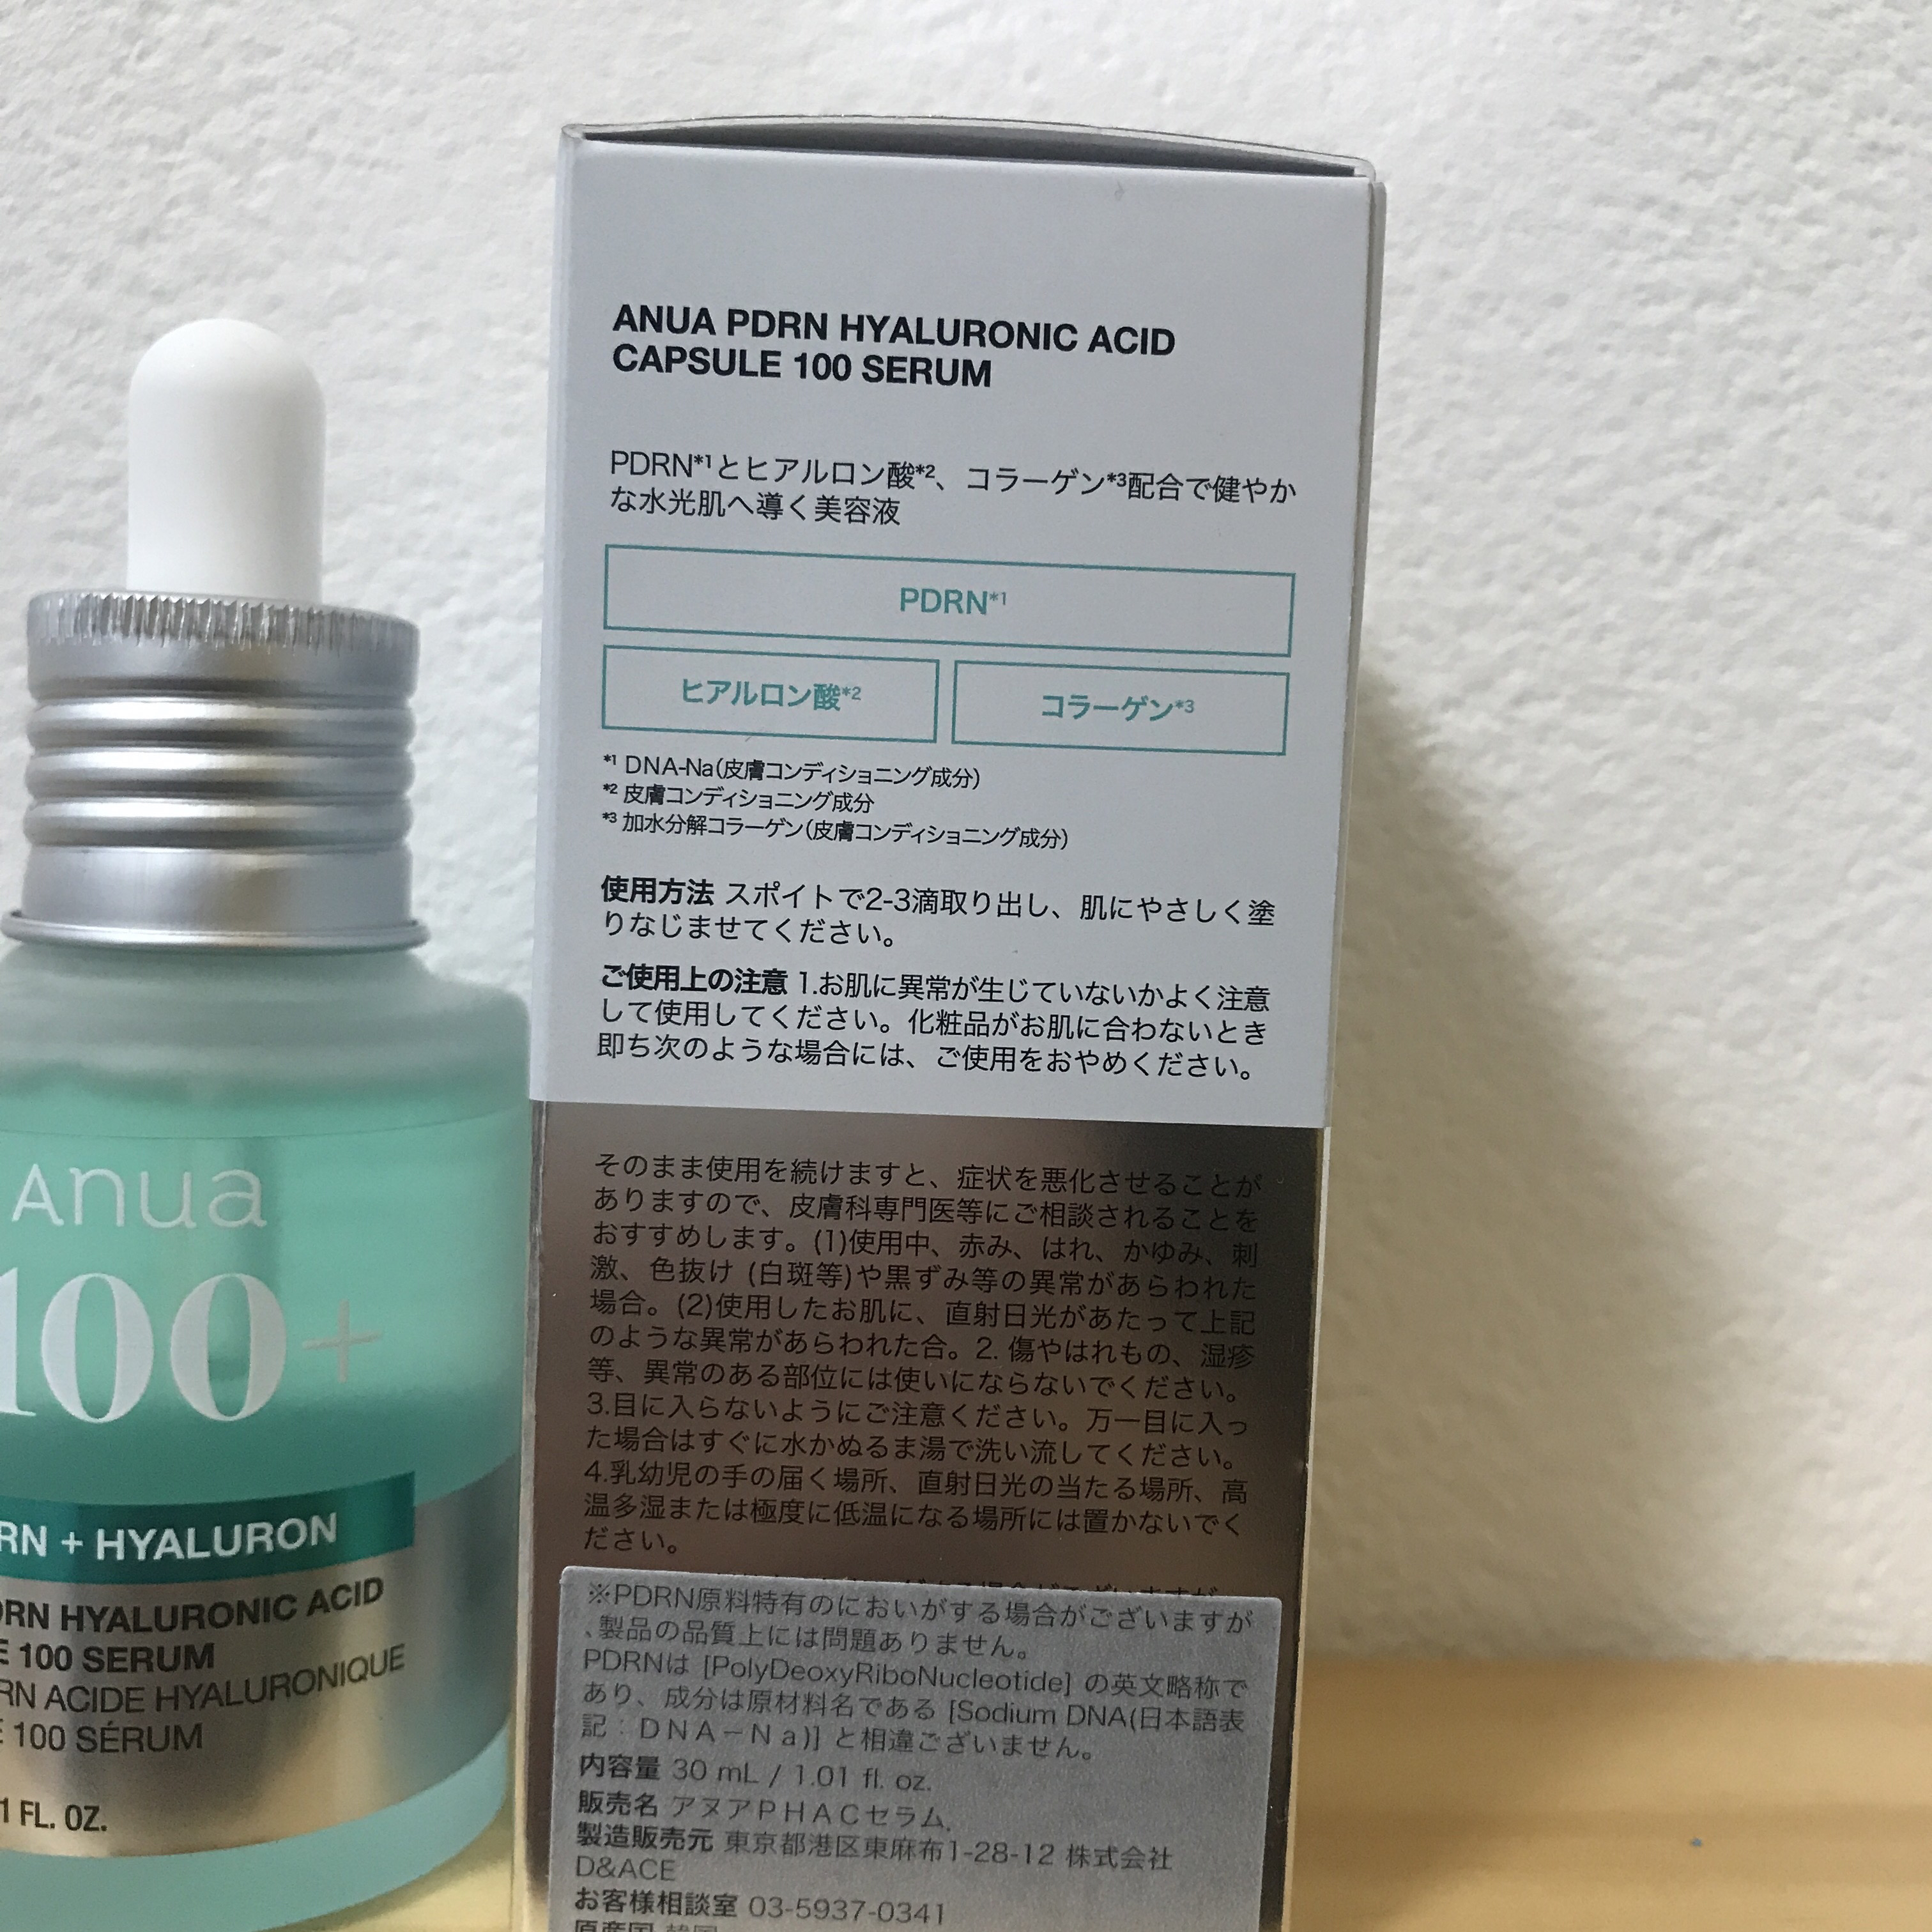 Anua
100+
RN + HYALURON
DRN HYALURONIC ACID
E 100 SERUM
RN ACIDE HYALURONIQUE
E 100 SÉRUM
1 FL. OZ.
ANUA PDRN HYALURONIC ACID
CAPSULE 100 SERUM
PDRN*1とヒアルロン酸*2、コラーゲン*3配合で健やか
な水光肌へ導く美容液
PDRN*1
ヒアルロン酸*2
コラーゲン*3
*1 DNA-Na(皮膚コンディショニング成分)
*2 皮膚コンディショニング成分
*3 加水分解コラーゲン(皮膚コンディショニング成分)
使用方法 スポイトで2-3滴取り出し、肌にやさしく塗
りなじませてください。
ご使用上の注意 1.お肌に異常が生じていないかよく注意
して使用してください。化粧品がお肌に合わないとき
即ち次のような場合には、ご使用をおやめください。
そのまま使用を続けますと、症状を悪化させることが
ありますので、皮膚科専門医等にご相談されることを
おすすめします。(1)使用中、赤み、はれ、かゆみ、刺
激、色抜け (白斑等)や黒ずみ等の異常があらわれた
場合。(2)使用したお肌に、直射日光があたって上記
のような異常があらわれた合。2. 傷やはれもの、湿疹
等、異常のある部位には使いにならないでください。
3.目に入らないようにご注意ください。万一目に入っ
た場合はすぐに水かぬるま湯で洗い流してください。
4.乳幼児の手の届く場所、直射日光の当たる場所、高
温多湿または極度に低温になる場所には置かないでく
ださい。
※PDRN原料特有のにおいがする場合がございますが
、製品の品質上には問題ありません。
PDRNは [PolyDeoxyRiboNucleotide] の英文略称で
あり、成分は原材料名である [Sodium DNA(日本語表
記：ＤＮＡ－Ｎａ)] と相違ございません。
内容量 30 mL / 1.01 fl. oz.
販売名 アヌアＰＨＡＣセラム.
製造販売元 東京都港区東麻布1-28-12 株式会社
D&ACE
お客様相談室 03-5937-0341
原産国 韓国